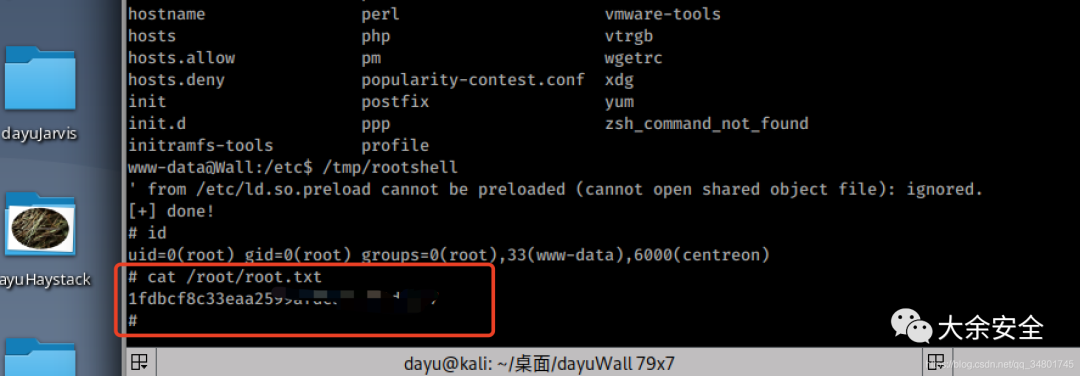 hostname perl vmware-tools
hosts php vtrgb
hosts.allow pm wgetrc
hosts.deny popularity-contest.conf xdg
init postfix yum
init.d ppp zsh_command_not_found
initramfs-tools profile
www-data@Wall:/etc$ /tmp/rootshell
' from /etc/ld.so.preload cannot be preloaded (cannot open shared object file): ignored.
[+] done!
# id
uid=0(root) gid=0(root) groups=0(root),33(www-data),6000(centreon)
# cat /root/root.txt
1fdbcf8c33eaa2599
#
dayuJarvis
ayuHaystack
大余安全
dayu@kali: ~/桌面/dayuWall 79x7
blog.csdn.net/qq_34801745